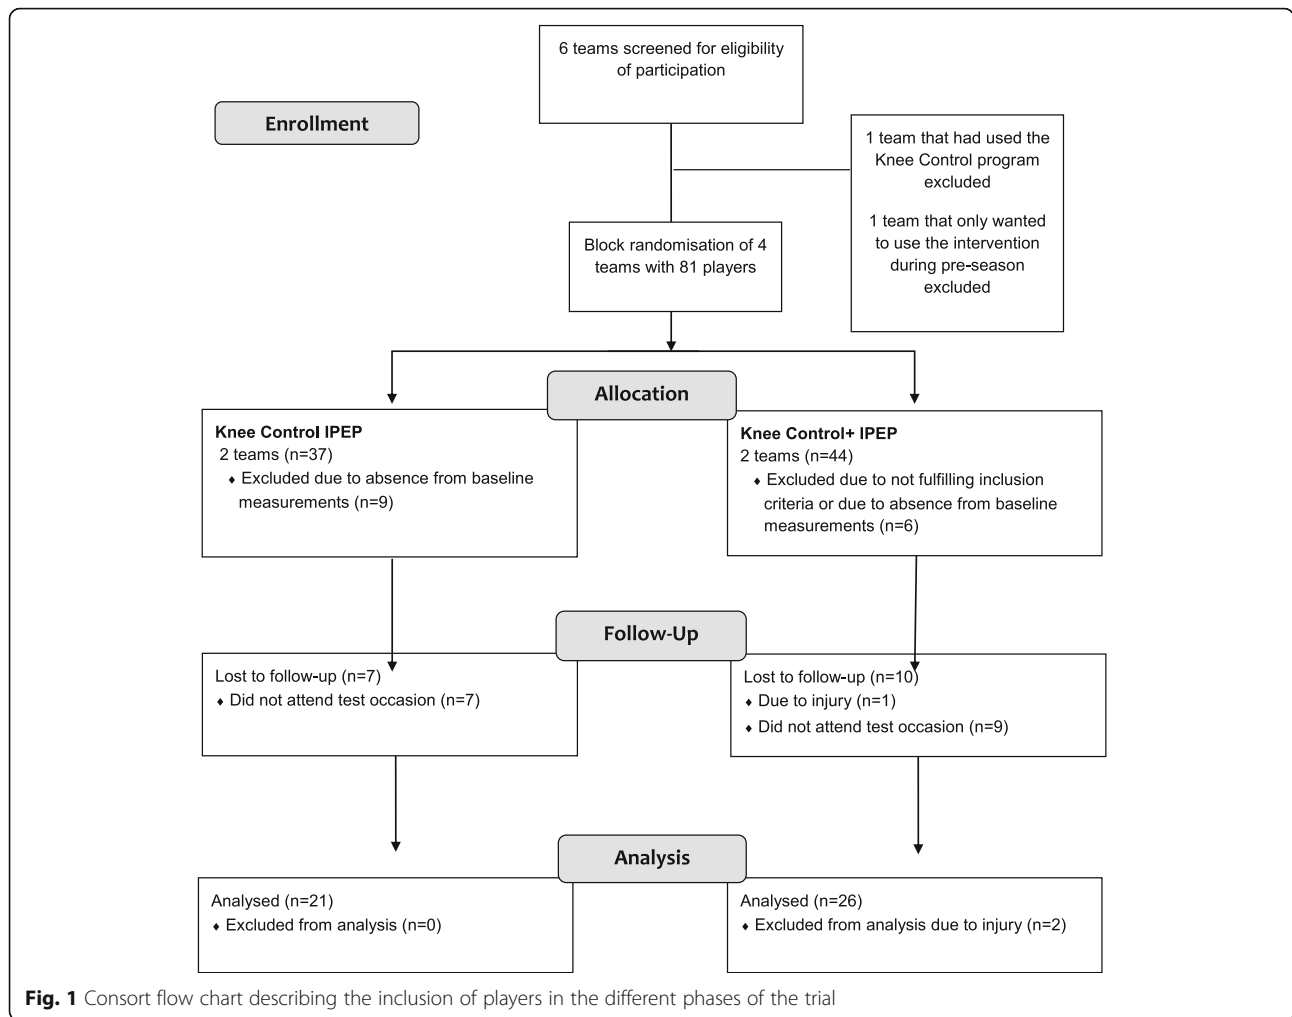 6 teams screened for eligibility
of participation
Enrollment
1 team that had used the
Knee Control program
excluded
1 team that only wanted
to use the intervention
during pre-season
excluded
Block randomisation of 4
teams with 81 players
Allocation
Knee Control IPEP
2 teams (n=37)
♦ Excluded due to absence from baseline
measurements (n=9)
Knee Control+ IPEP
2 teams (n=44)
♦ Excluded due to not fulfilling inclusion
criteria or due to absence from baseline
measurements (n=6)
Follow-Up
Lost to follow-up (n=7)
♦ Did not attend test occasion (n=7)
Lost to follow-up (n=10)
♦ Due to injury (n=1)
♦ Did not attend test occasion (n=9)
Analysis
Analysed (n=21)
♦ Excluded from analysis (n=0)
Analysed (n=26)
♦ Excluded from analysis due to injury (n=2)
Fig. 1 Consort flow chart describing the inclusion of players in the different phases of the trial